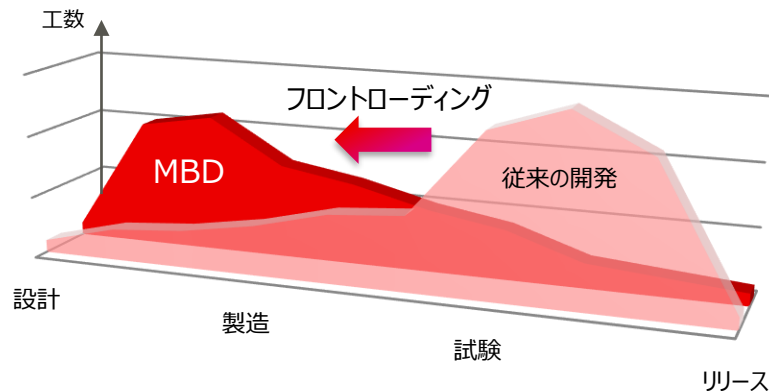 工数
フロントローディング
MBD
従来の開発
設計
製造
試験
リリース